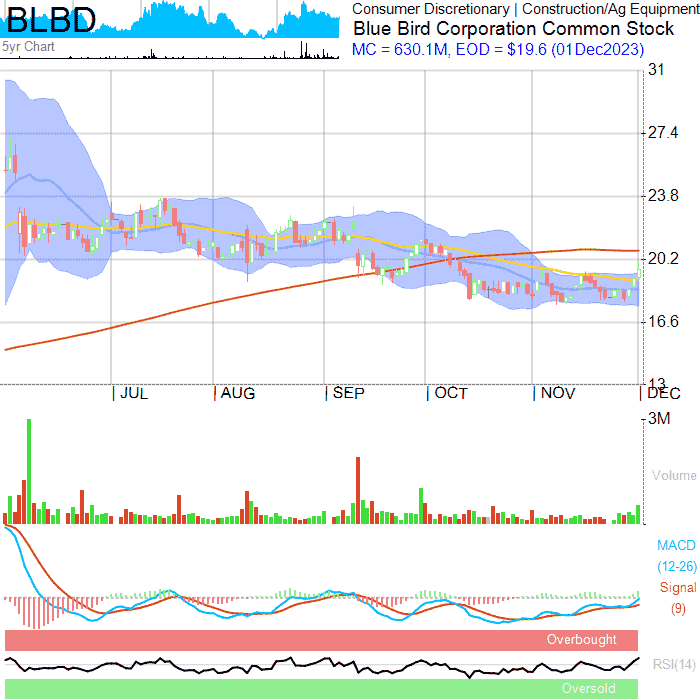 BLBD
Consumer Discretionary | Construction/Ag Equipment
Blue Bird Corporation Common Stock
5yr Chart
MC = 630.1M, EOD = $19.6 (01Dec2023)
31
27.4
23.8
20.2
16.6
13
JUL
AUG
SEP
OCT
NOV
DEC
3M
Volume
MACD
(12-26)
Signal
(9)
Overbought
RSI(14)
Oversold